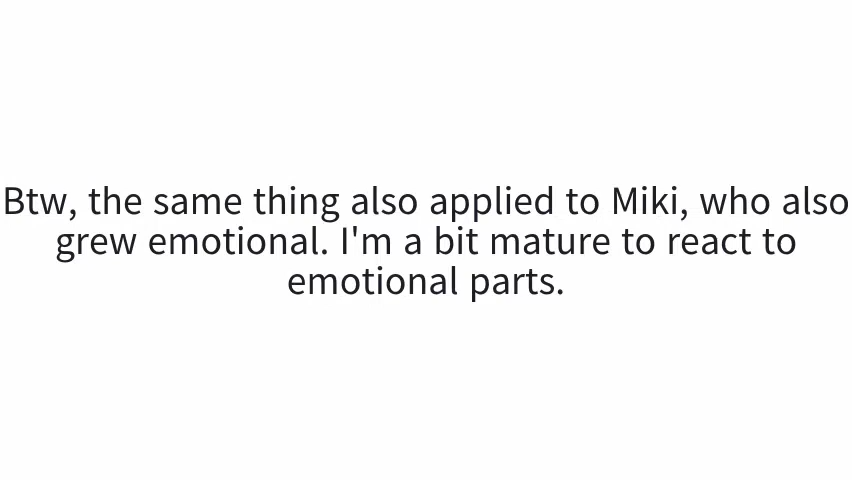 Btw, the same thing also applied to Miki, who also
grew emotional. I'm a bit mature to react to
emotional parts.